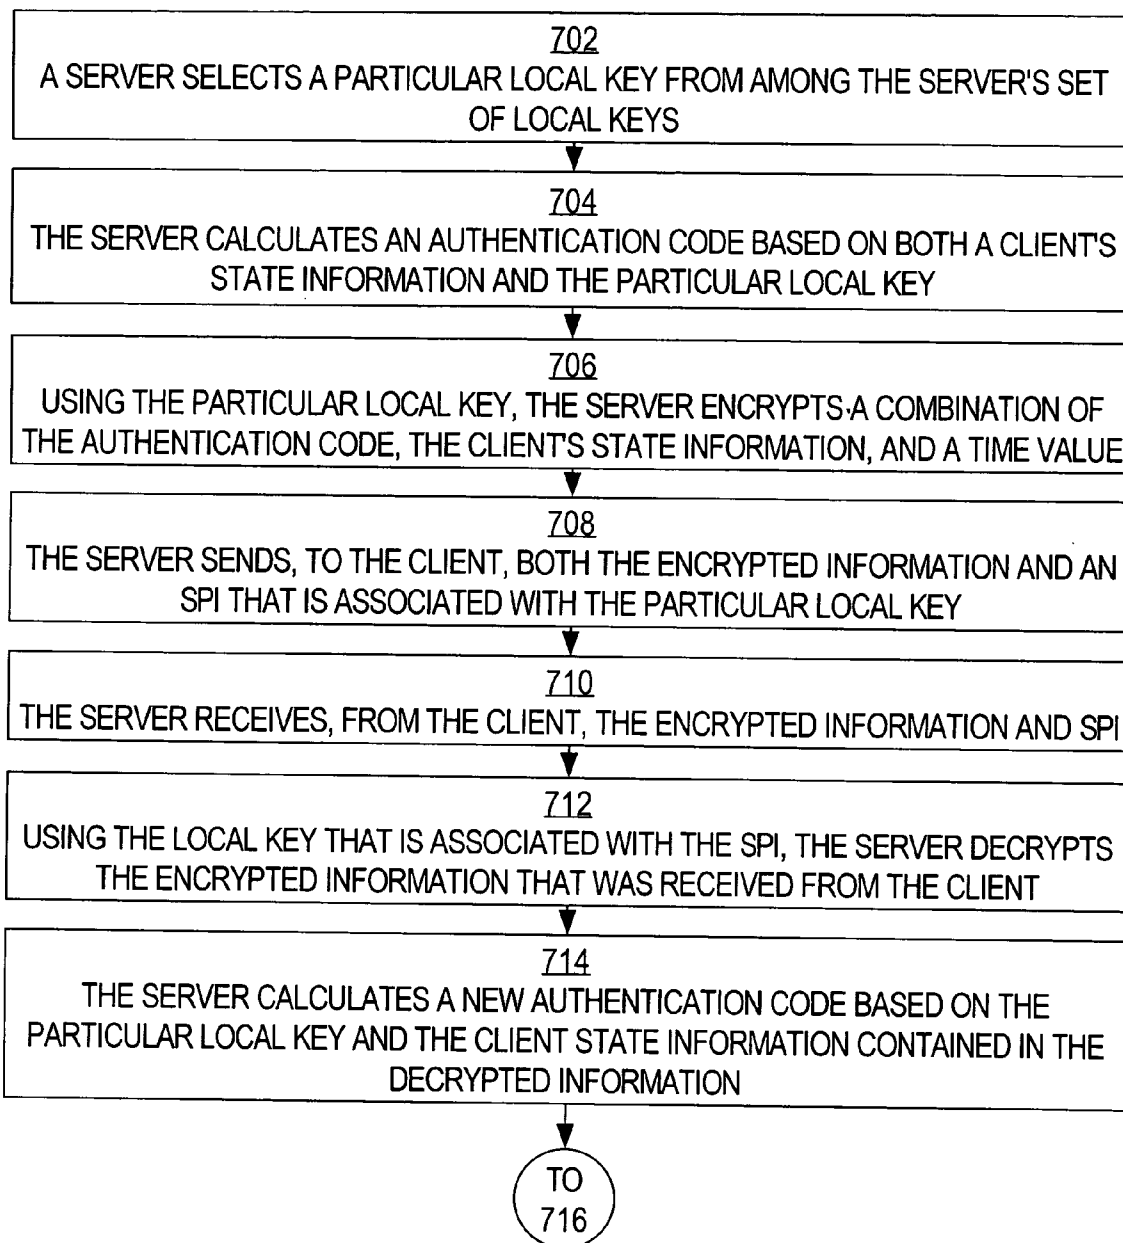 702
A SERVER SELECTS A PARTICULAR LOCAL KEY FROM AMONG THE SERVER'S SET
OF LOCAL KEYS
704
THE SERVER CALCULATES AN AUTHENTICATION CODE BASED ON BOTH A CLIENT'S
STATE INFORMATION AND THE PARTICULAR LOCAL KEY
706
USING THE PARTICULAR LOCAL KEY, THE SERVER ENCRYPTS A COMBINATION OF
THE AUTHENTICATION CODE, THE CLIENT'S STATE INFORMATION, AND A TIME VALUE
708
THE SERVER SENDS, TO THE CLIENT, BOTH THE ENCRYPTED INFORMATION AND AN
SPI THAT IS ASSOCIATED WITH THE PARTICULAR LOCAL KEY
710
THE SERVER RECEIVES, FROM THE CLIENT, THE ENCRYPTED INFORMATION AND SPI
712
USING THE LOCAL KEY THAT IS ASSOCIATED WITH THE SPI, THE SERVER DECRYPTS
THE ENCRYPTED INFORMATION THAT WAS RECEIVED FROM THE CLIENT
714
THE SERVER CALCULATES A NEW AUTHENTICATION CODE BASED ON THE
PARTICULAR LOCAL KEY AND THE CLIENT STATE INFORMATION CONTAINED IN THE
DECRYPTED INFORMATION
TO
716